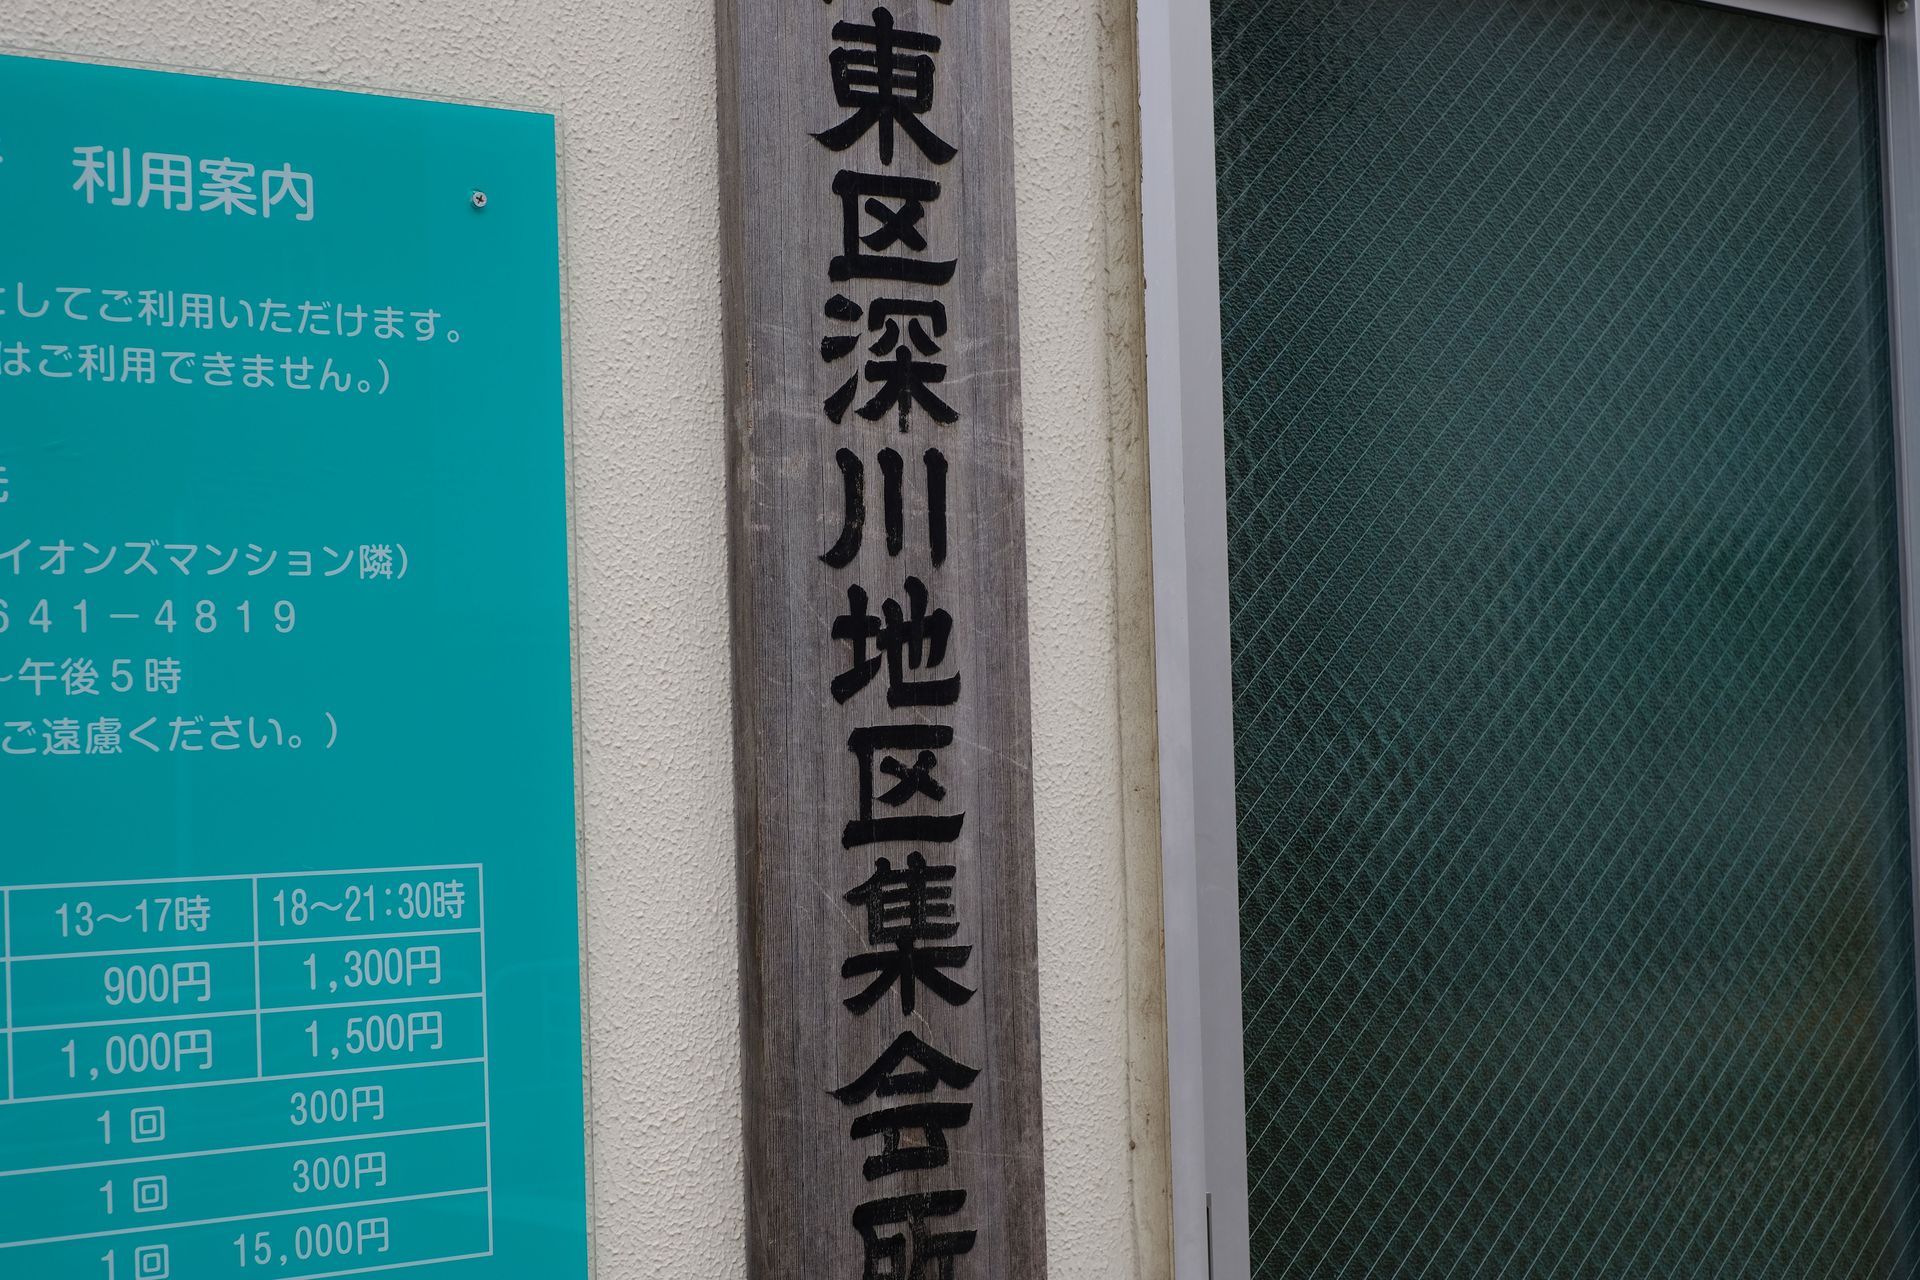 利用案内
してご利用いただけます。
はご利用できません。）
イオンズマンション隣）
641－4819
～午後5時
ご遠慮ください。）
13～17時 18～21:30時
900円 1,300円
1,000円 1,500円
1回 300円
1回 300円
1回 15,000円
東区深川地区集会所